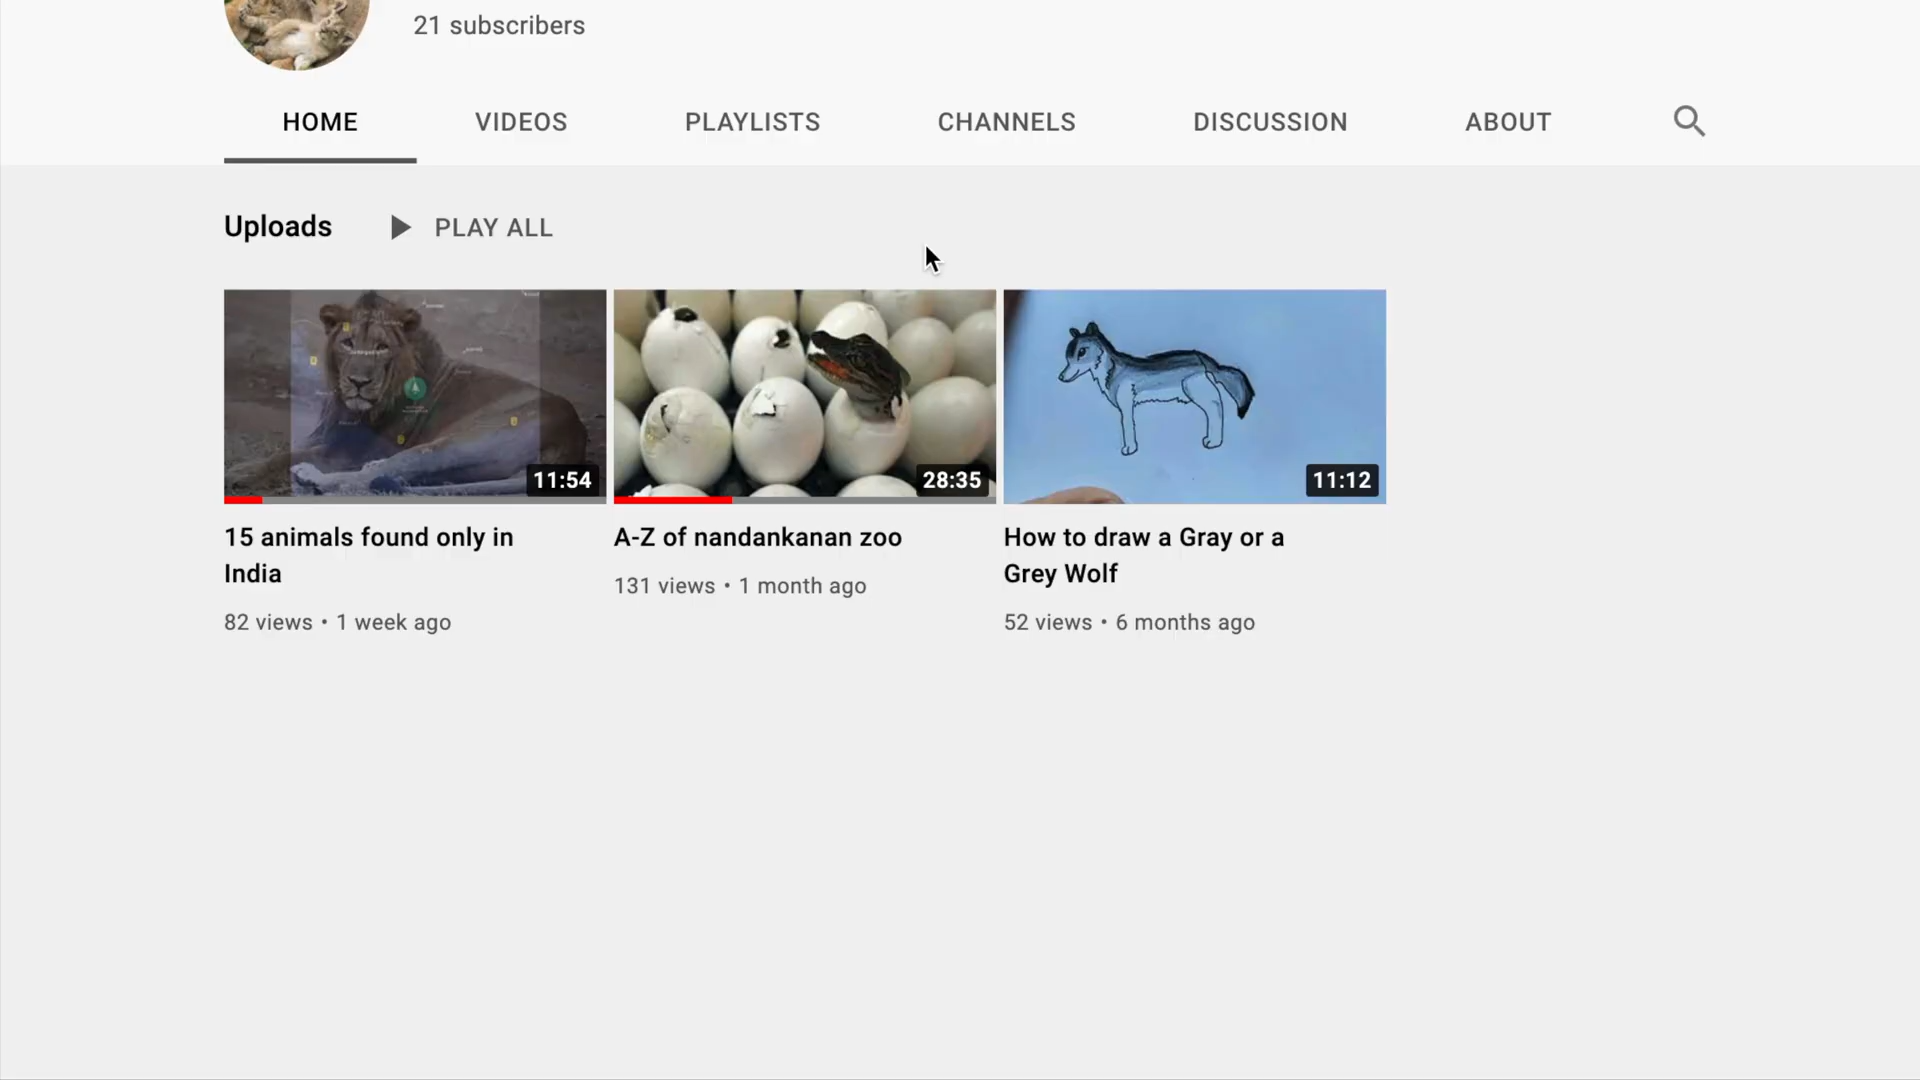 21 subscribers
HOME VIDEOS PLAYLISTS CHANNELS DISCUSSION ABOUT
Uploads PLAY ALL
11:54 28:35 11:12
15 animals found only in India
82 views • 1 week ago
A-Z of nandankanan zoo
131 views • 1 month ago
How to draw a Gray or a Grey Wolf
52 views • 6 months ago